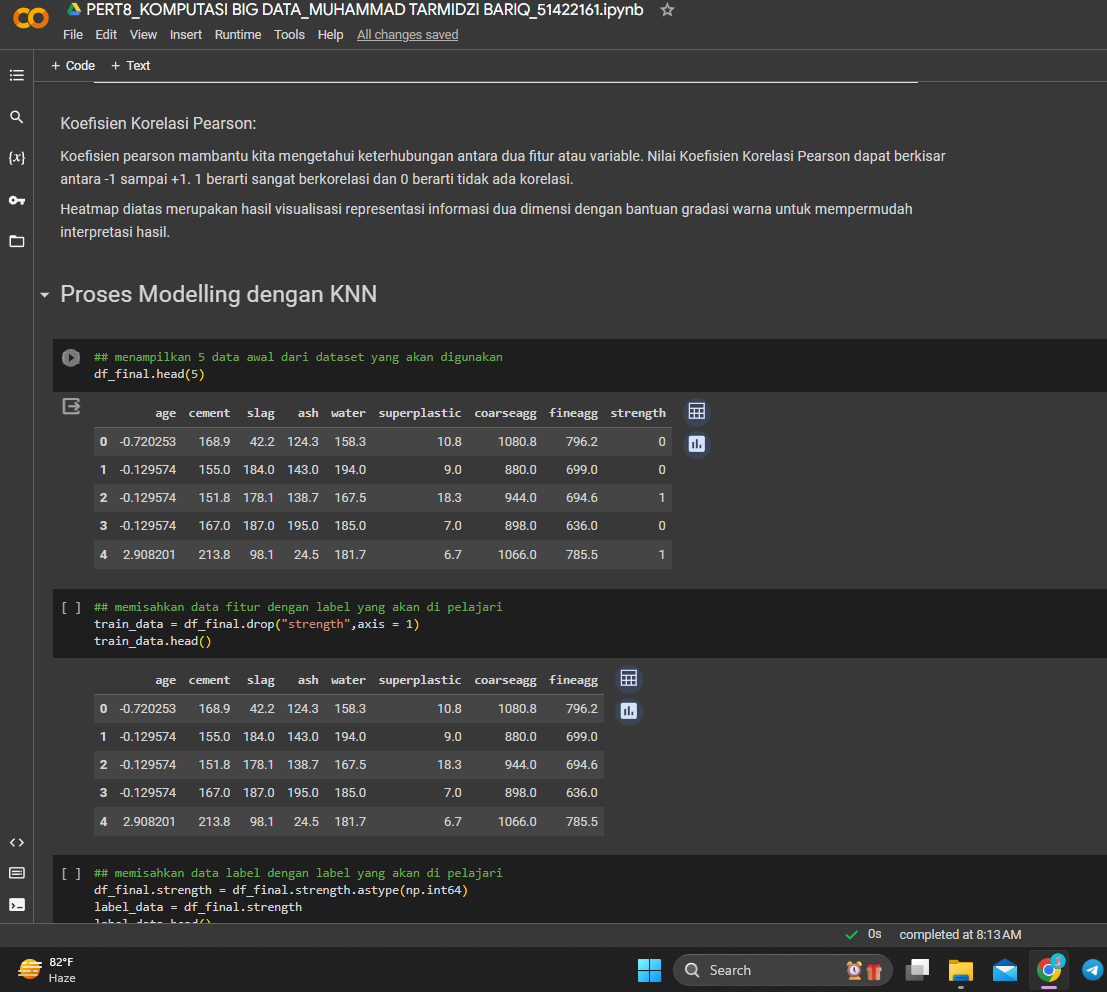 PERT8_KOMPUTASI BIG DATA_MUHAMMAD TARMIDZI BARIQ_51422161.ipynb
File Edit View Insert Runtime Tools Help All changes saved
+ Code + Text
Koefisien Korelasi Pearson:
Koefisien pearson mambantu kita mengetahui keterhubungan antara dua fitur atau variable. Nilai Koefisien Korelasi Pearson dapat berkisar
antara -1 sampai +1. 1 berarti sangat berkorelasi dan 0 berarti tidak ada korelasi.
Heatmap diatas merupakan hasil visualisasi representasi informasi dua dimensi dengan bantuan gradasi warna untuk mempermudah
interpretasi hasil.
{x}
Proses Modelling dengan KNN
## menampilkan 5 data awal dari dataset yang akan digunakan
df_final.head(5)
age cement slag ash water superplastic coarseagg fineagg strength
0 -0.720253 168.9 42.2 124.3 158.3 10.8 1080.8 796.2 0
1 -0.129574 155.0 184.0 143.0 194.0 9.0 880.0 699.0 0
2 -0.129574 151.8 178.1 138.7 167.5 18.3 944.0 694.6 1
3 -0.129574 167.0 187.0 195.0 185.0 7.0 898.0 636.0 0
4 2.908201 213.8 98.1 24.5 181.7 6.7 1066.0 785.5 1
[ ] ## memisahkan data fitur dengan label yang akan di pelajari
train_data = df_final.drop("strength",axis = 1)
train_data.head()
age cement slag ash water superplastic coarseagg fineagg
0 -0.720253 168.9 42.2 124.3 158.3 10.8 1080.8 796.2
1 -0.129574 155.0 184.0 143.0 194.0 9.0 880.0 699.0
2 -0.129574 151.8 178.1 138.7 167.5 18.3 944.0 694.6
3 -0.129574 167.0 187.0 195.0 185.0 7.0 898.0 636.0
4 2.908201 213.8 98.1 24.5 181.7 6.7 1066.0 785.5
[ ] ## memisahkan data label dengan label yang akan di pelajari
df_final.strength = df_final.strength.astype(np.int64)
label_data = df_final.strength
label_data.head()
0s completed at 8:13 AM
82°F
Haze
Search
3